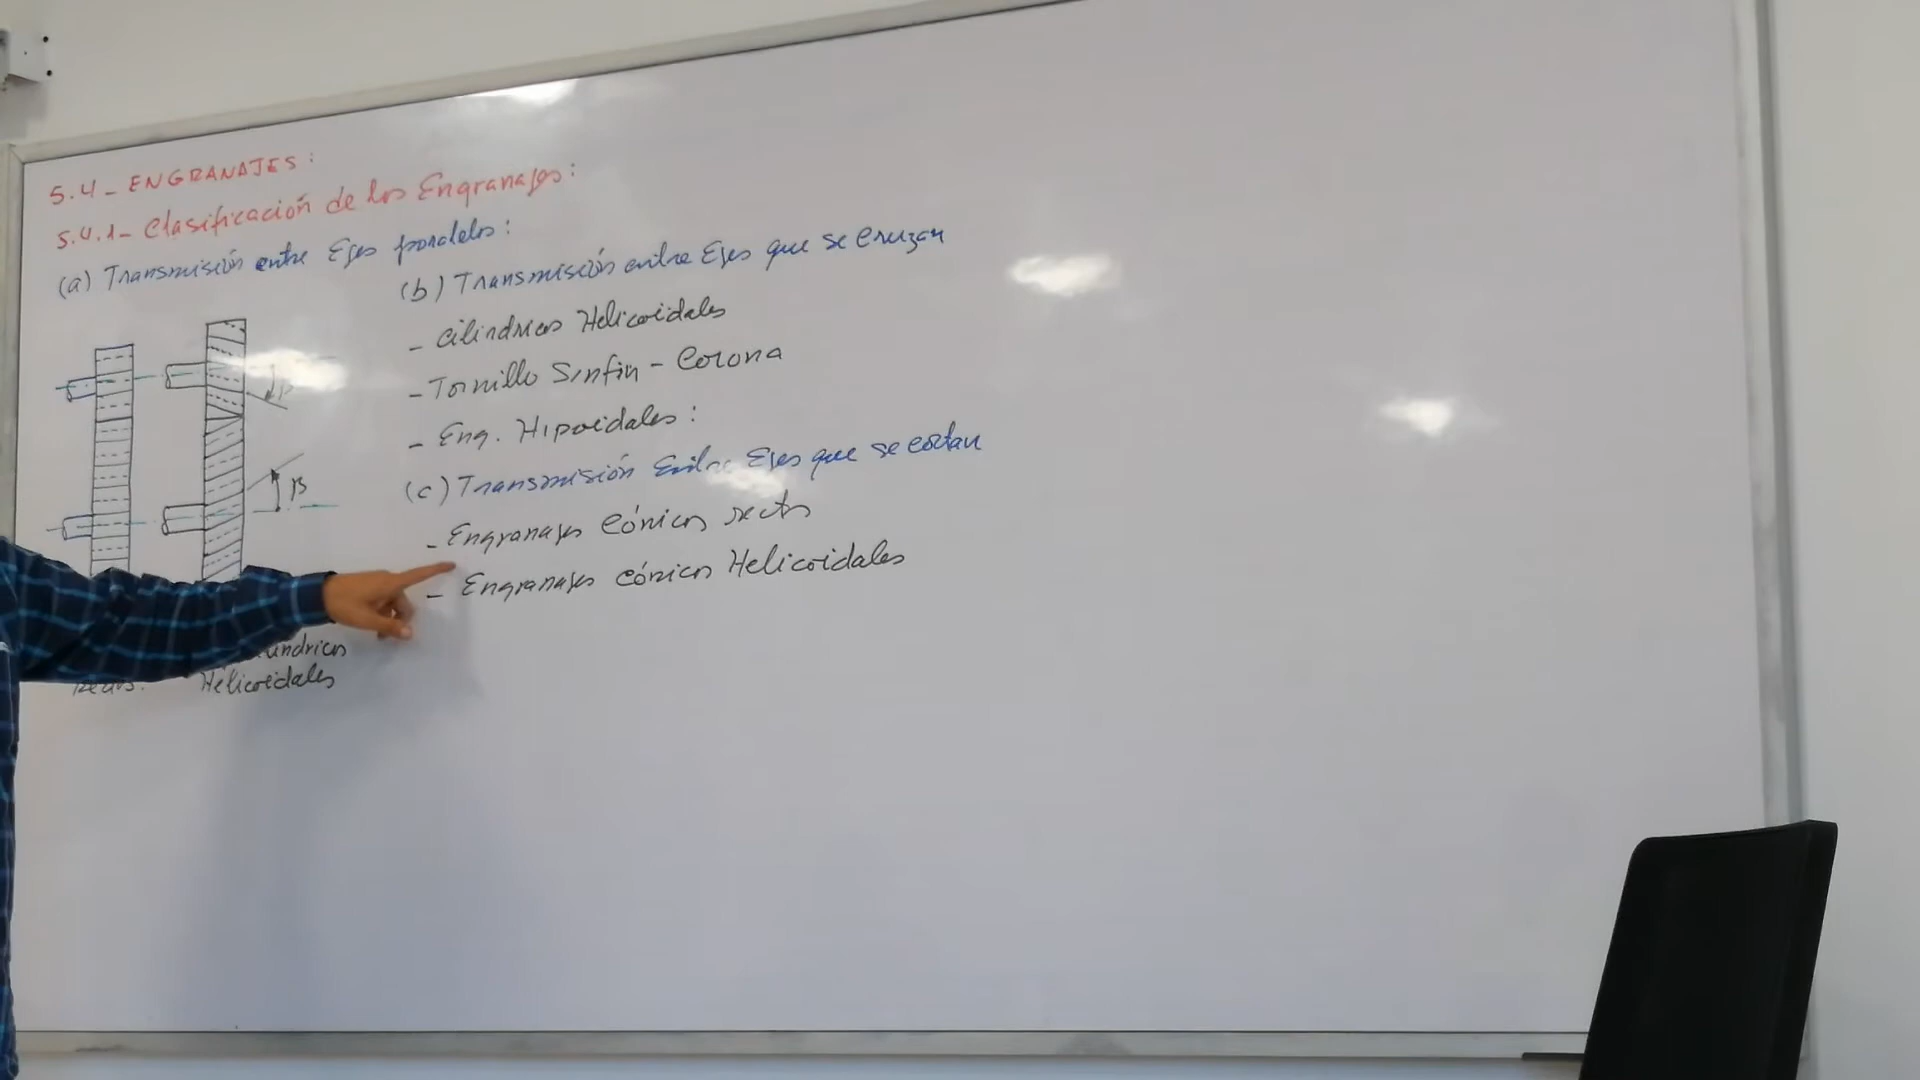 5.4- ENGRANAJES:
5.4.1- Clasificación de los Engranajes:
(a) Transmisión entre Ejes paralelos:
β
Helicoidales
(b) Transmisión entre Ejes que se Cruzan
- Cilindricos Helicoidales
- Tornillo Sinfin - Corona
- Eng. Hipoidales:
(c) Transmisión Entre Ejes que se cortan
- Engranajes Cónicos rectos
- Engranajes Cónicos Helicoidales